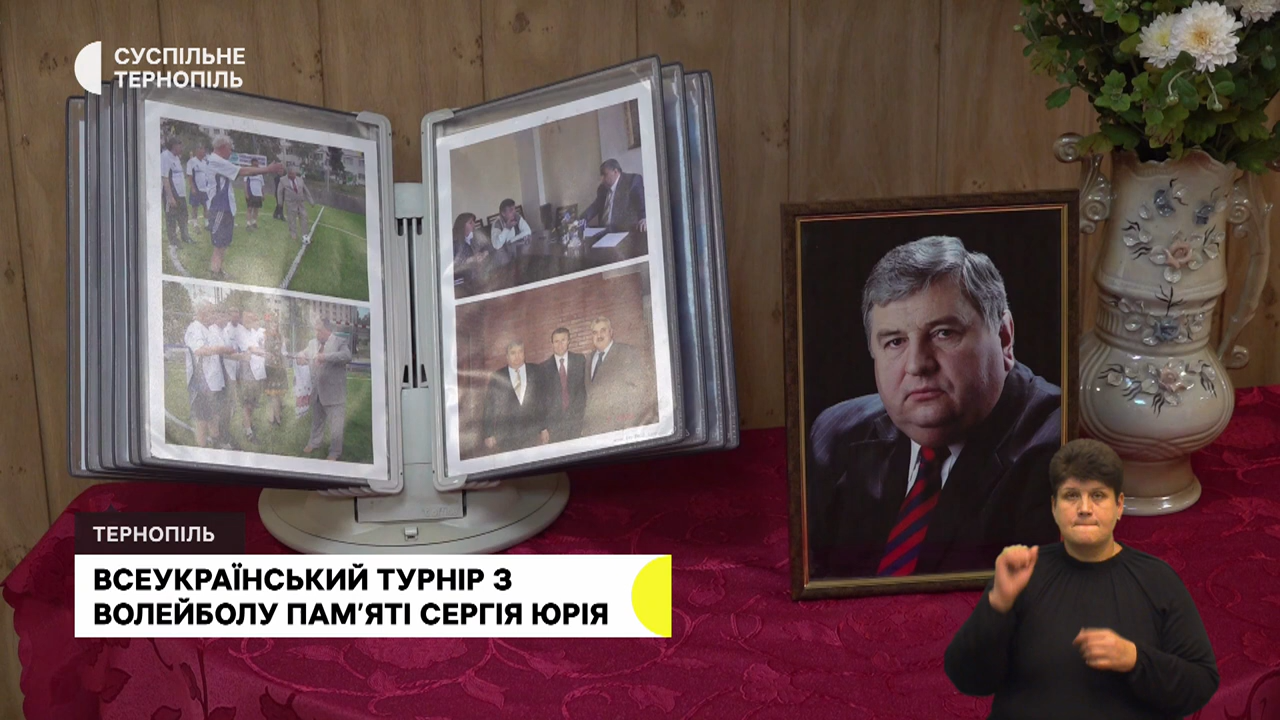 СУСПІЛЬНЕ
ТЕРНОПІЛЬ
ТЕРНОПІЛЬ
ВСЕУКРАЇНСЬКИЙ ТУРНІР З
ВОЛЕЙБОЛУ ПАМ’ЯТІ СЕРГІЯ ЮРІЯ